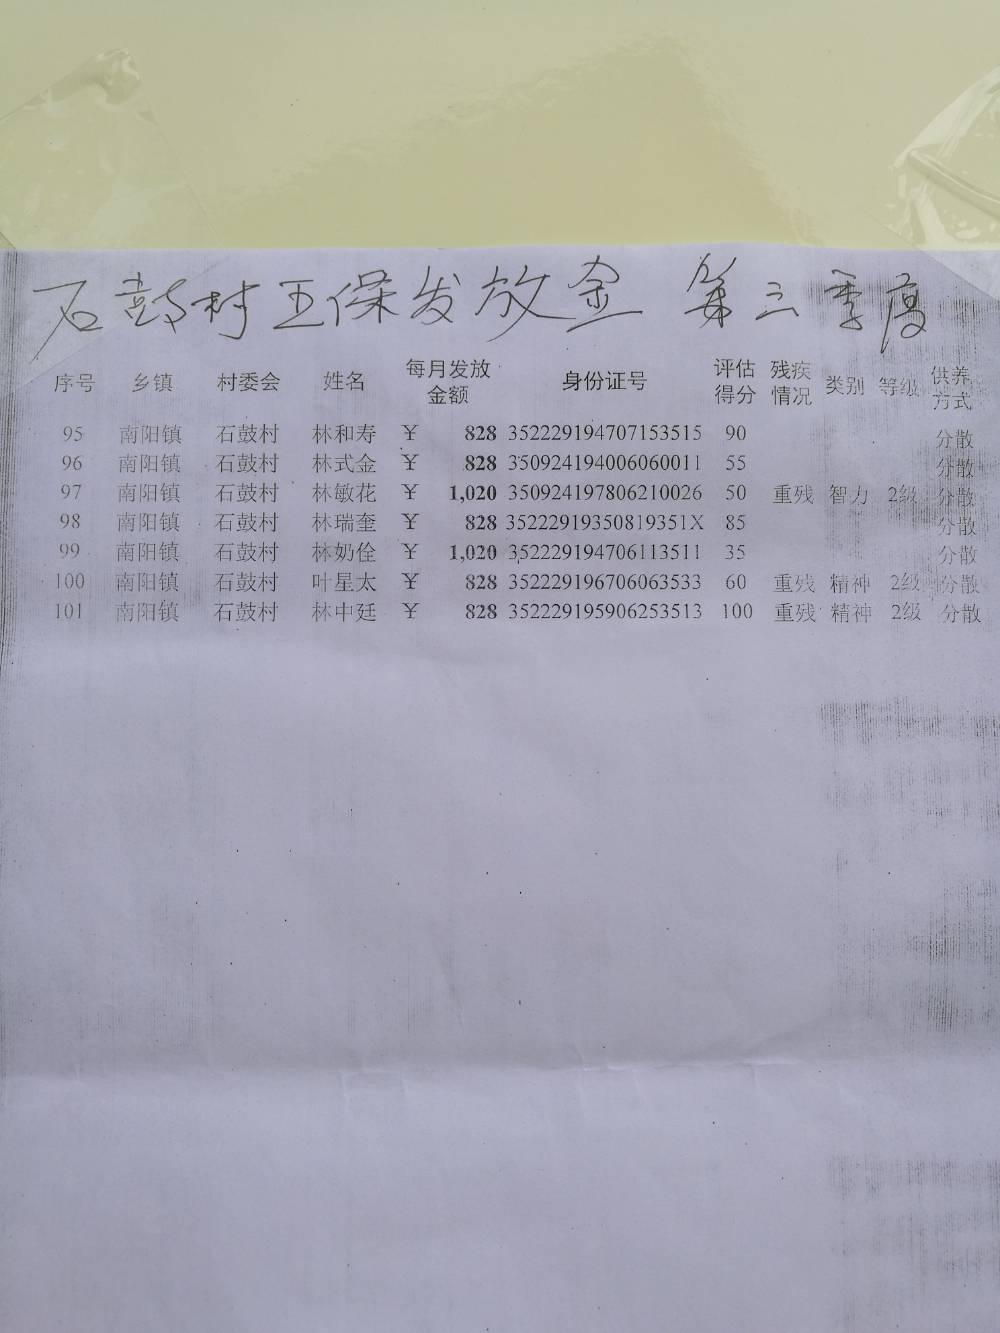 石鼓村五保发放金 第三季度
序号 乡镇 村委会 姓名 每月发放金额 身份证号 评估得分 残疾情况 类别 等级 供养方式
95 南阳镇 石鼓村 林和寿 ¥ 828 352229194707153515 90 分散
96 南阳镇 石鼓村 林式金 ¥ 828 350924194006060011 55 分散
97 南阳镇 石鼓村 林敏花 ¥ 1,020 350924197806210026 50 重残 智力 2级 分散
98 南阳镇 石鼓村 林瑞奎 ¥ 828 35222919350819351X 85 分散
99 南阳镇 石鼓村 林奶佺 ¥ 1,020 352229194706113511 35 分散
100 南阳镇 石鼓村 叶星太 ¥ 828 352229196706063533 60 重残 精神 2级 分散
101 南阳镇 石鼓村 林中廷 ¥ 828 352229195906253513 100 重残 精神 2级 分散